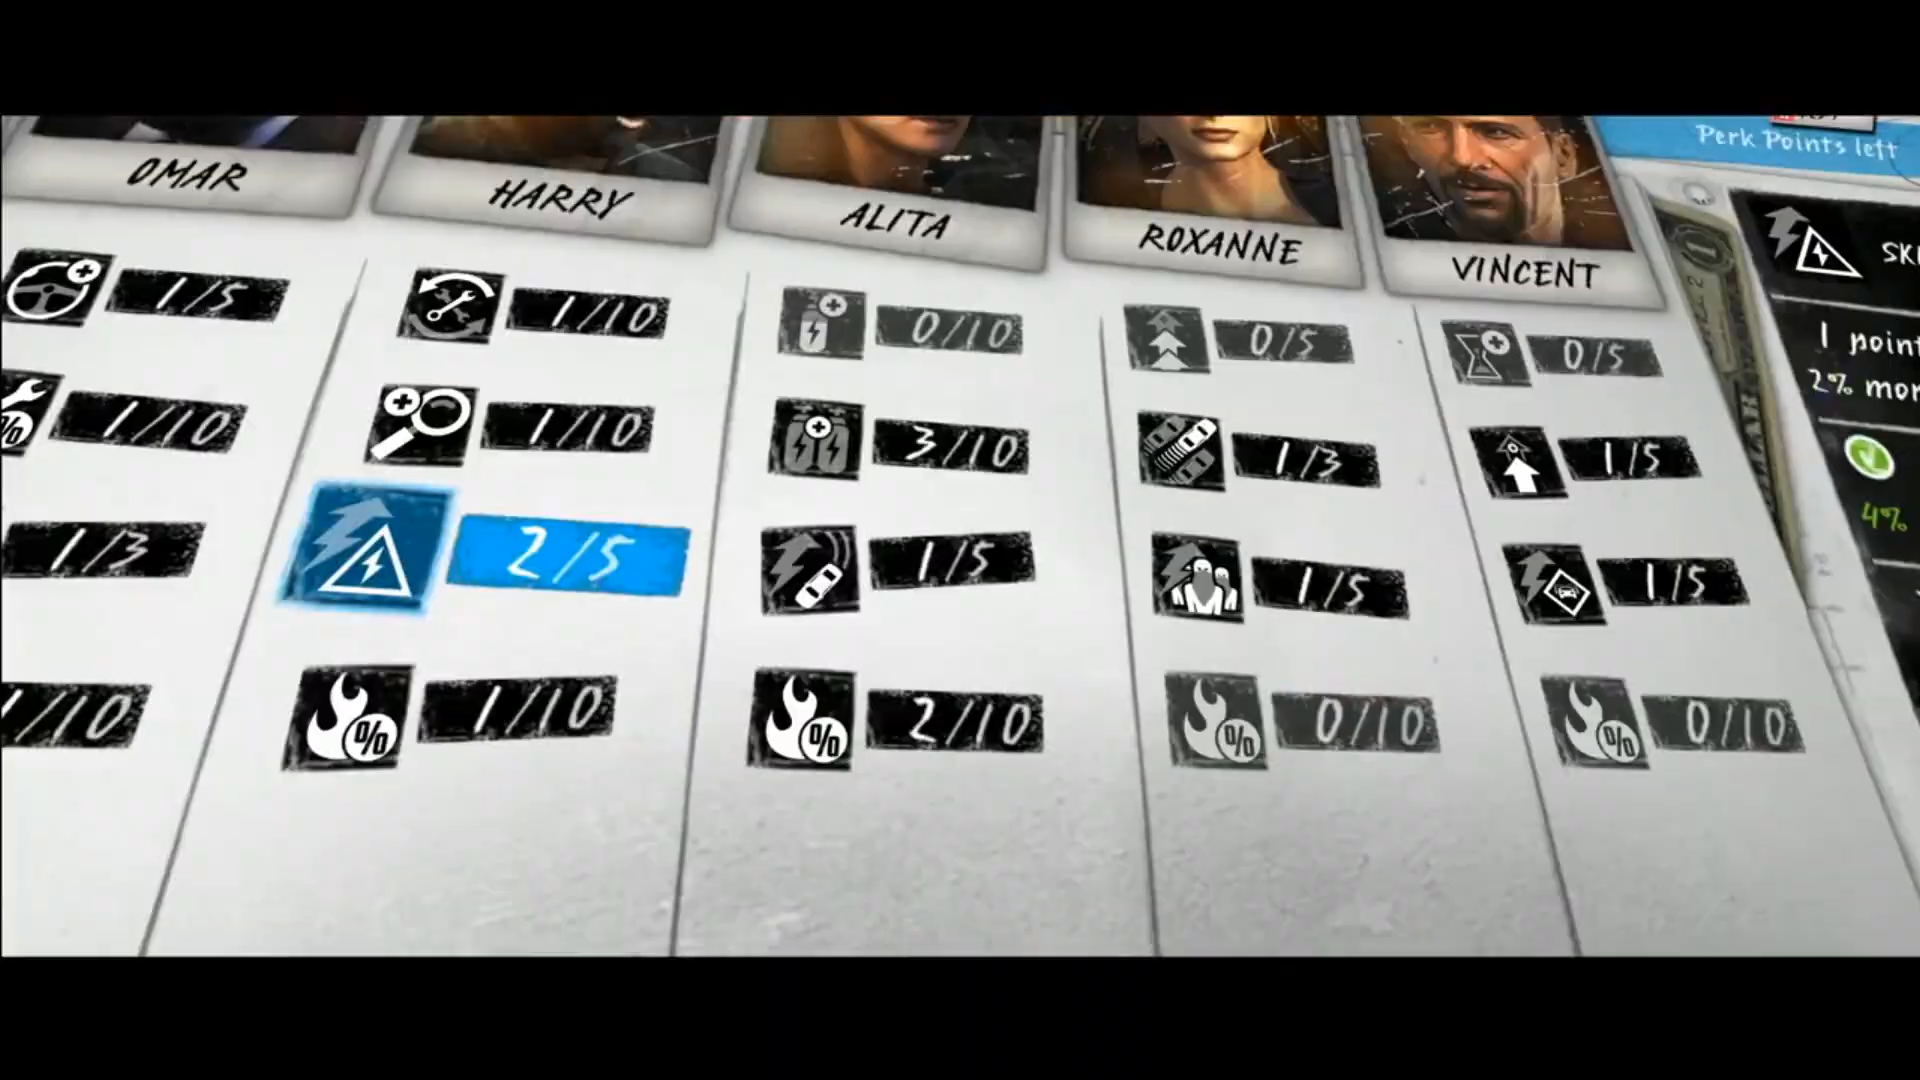 OMAR
HARRY
ALITA
ROXANNE
VINCENT
Perk Points left
1/5
1/10
0/10
0/5
0/5
1/10
1/10
3/10
1/3
1/5
1/3
2/5
1/5
1/5
1/5
1/10
1/10
2/10
0/10
0/10
1 point
2% mor
4%